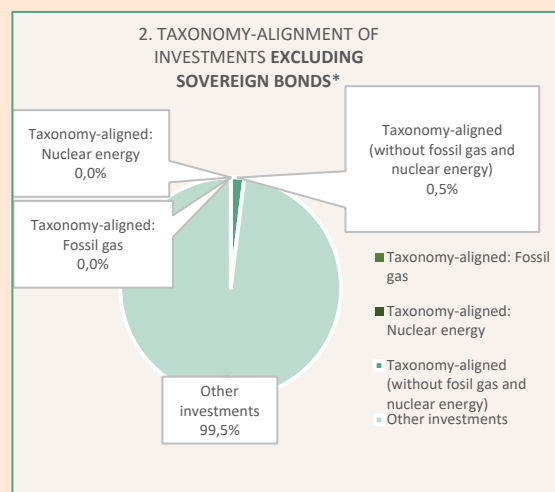 2. TAXONOMY-ALIGNMENT OF
INVESTMENTS EXCLUDING
SOVEREIGN BONDS*
Taxonomy-aligned:
Nuclear energy
0,0%
Taxonomy-aligned
(without fossil gas and
nuclear energy)
0,5%
Taxonomy-aligned:
Fossil gas
0,0%
Other
investments
99,5%
Taxonomy-aligned: Fossil
gas
Taxonomy-aligned:
Nuclear energy
Taxonomy-aligned
(without fosil gas and
nuclear energy)
Other investments